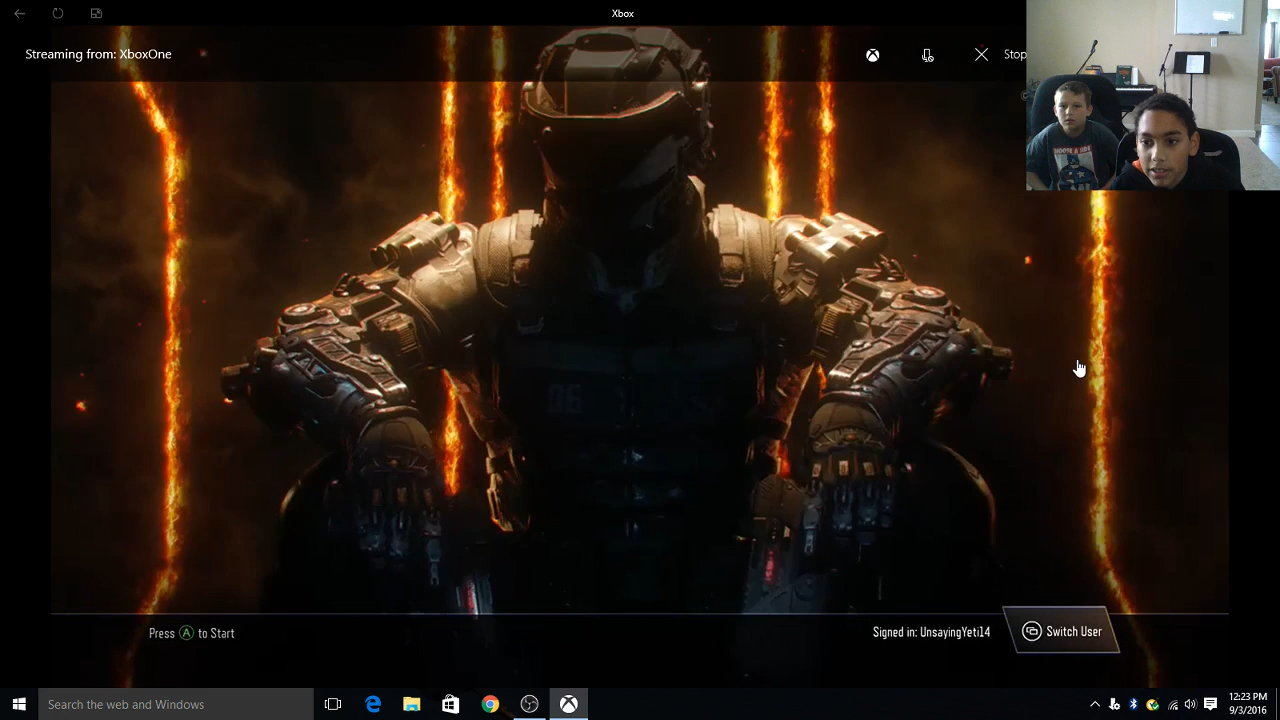 Xbox
Streaming from: XboxOne
Stop
06
Press A to Start
Signed in: UnsayingYeti14
Switch User
Search the web and Windows
12:23 PM
9/3/2016